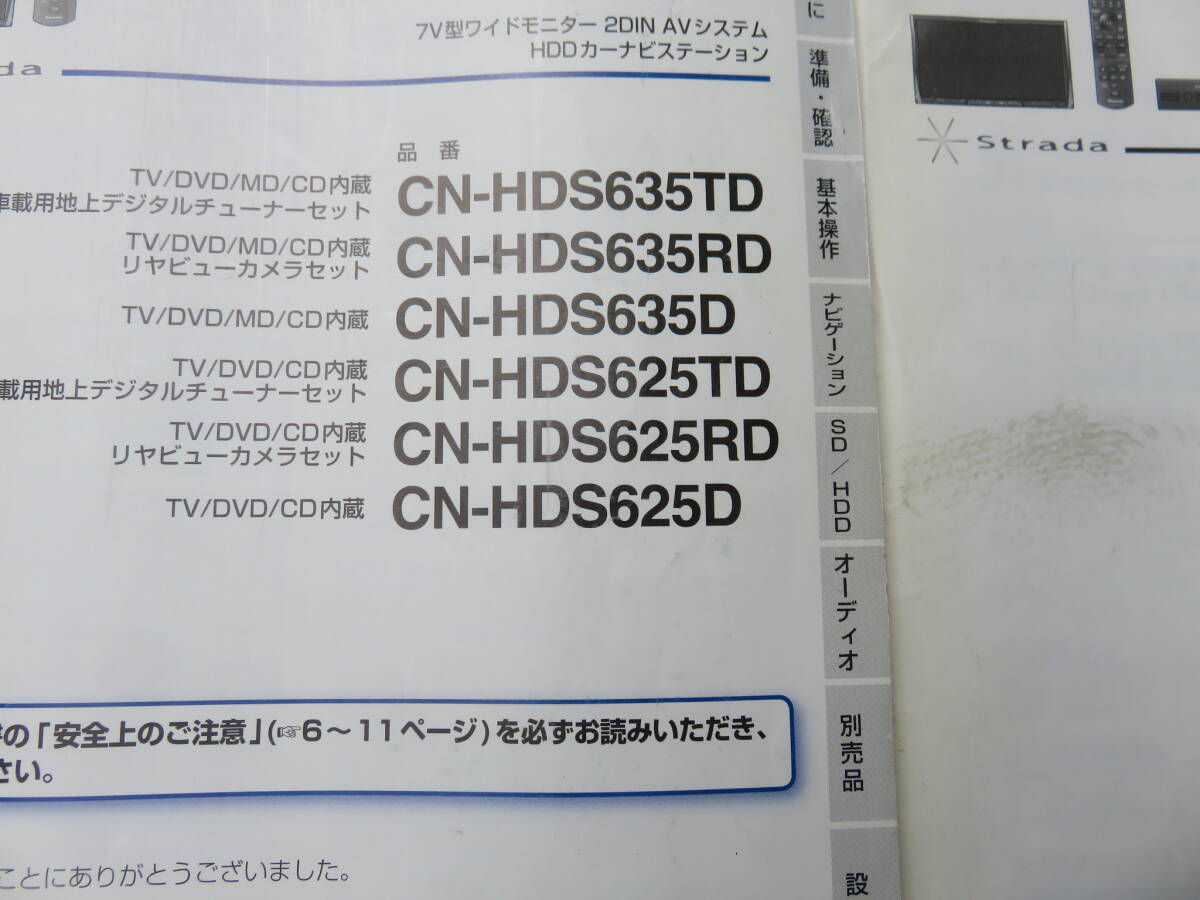 7V型ワイドモニター 2DIN AVシステム
HDDカーナビステーション
da
品 番
TV/DVD/MD/CD内蔵
車載用地上デジタルチューナーセット
CN-HDS635TD
TV/DVD/MD/CD内蔵
リヤビューカメラセット
CN-HDS635RD
TV/DVD/MD/CD内蔵
CN-HDS635D
TV/DVD/CD内蔵
載用地上デジタルチューナーセット
CN-HDS625TD
TV/DVD/CD内蔵
リヤビューカメラセット
CN-HDS625RD
TV/DVD/CD内蔵
CN-HDS625D
の「安全上のご注意」(☞6〜11ページ)を必ずお読みいただき、
さい。
ことにありがとうございました。
に
準備・確認
基本操作
ナビゲーション
SD/HDD
オーディオ
別売品
設
Strada